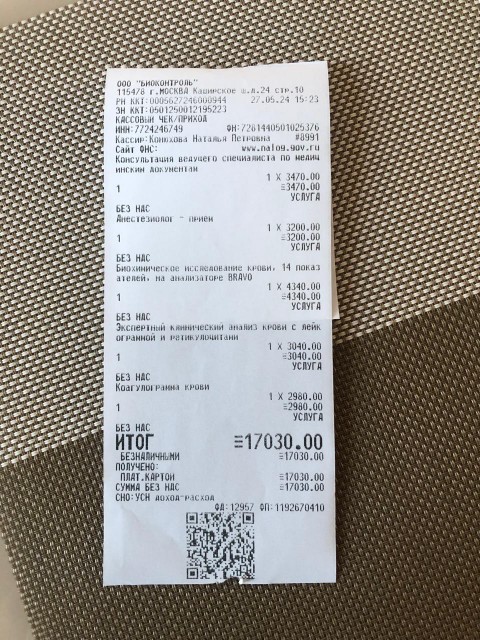 ООО "БИОКОНТРОЛЬ"
115478 г.МОСКВА Каширское ш.д.24 стр.10
РН ККТ:0005627246000944 27.05.24 15:23
ЗН ККТ:0501250012195223
КАССОВЫЙ ЧЕК/ПРИХОД
ИНН:7724246749 ФН:7281440501025376
Кассир:Конюхова Наталья Петровна #8991
Сайт ФНС: www.nalog.gov.ru
Консультация ведущего специалиста по медиц
инским документам
1 X 3470.00
1 ≡3470.00
УСЛУГА
БЕЗ НДС
Анестезиолог - прием
1 X 3200.00
1 ≡3200.00
УСЛУГА
БЕЗ НДС
Биохимическое исследование крови, 14 показ
ателей, на анализаторе BRAVO
1 X 4340.00
1 ≡4340.00
УСЛУГА
БЕЗ НДС
Экспертный клинический анализ крови с лейк
ограммой и ретикулоцитами
1 X 3040.00
1 ≡3040.00
УСЛУГА
БЕЗ НДС
Коагулограмма крови
1 X 2980.00
1 ≡2980.00
УСЛУГА
БЕЗ НДС
ИТОГ ≡17030.00
БЕЗНАЛИЧНЫМИ ≡17030.00
ПОЛУЧЕНО:
ПЛАТ.КАРТОЙ ≡17030.00
СУММА БЕЗ НДС ≡17030.00
СНО:УСН доход-расход
ФД:12957 ФП:1192670410